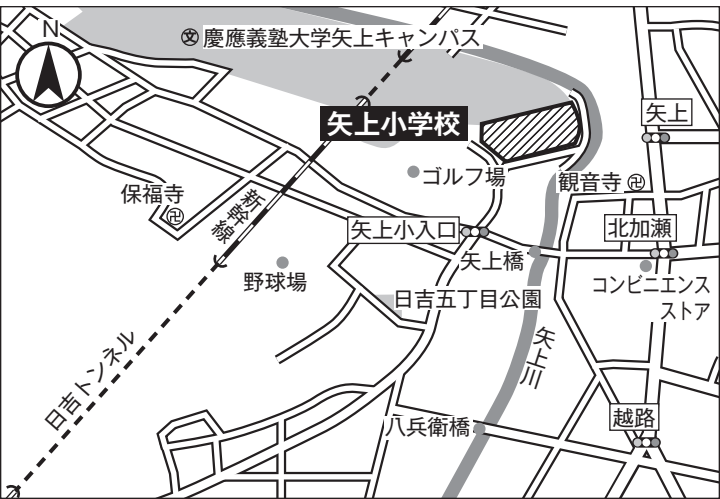 N
慶應義塾大学矢上キャンパス
矢上小学校
矢上
ゴルフ場
観音寺
保福寺
新幹線
矢上小入口
北加瀬
矢上橋
野球場
コンビニエンス
ストア
日吉五丁目公園
矢上川
日吉トンネル
八兵衛橋
越路